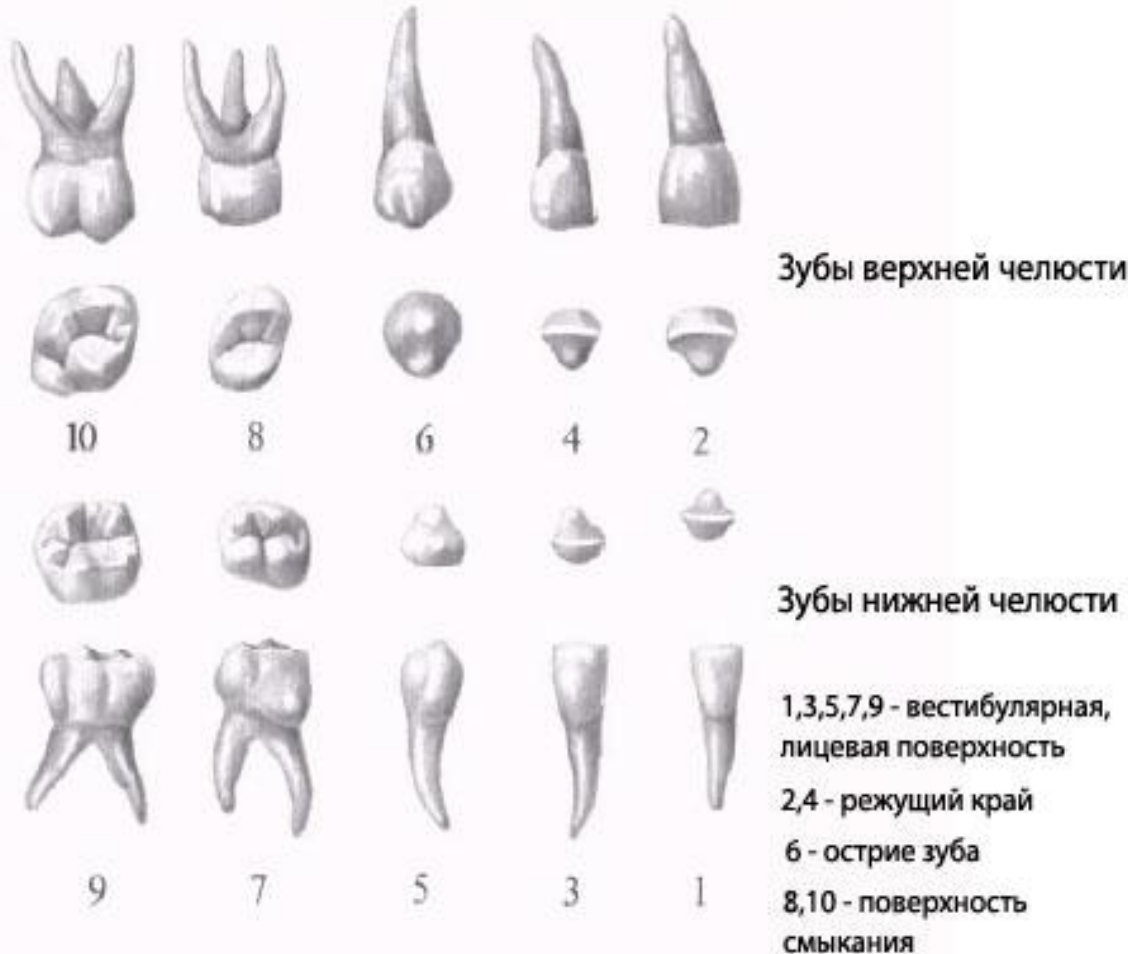 Зубы верхней челюсти
10 8 6 4 2
Зубы нижней челюсти
1,3,5,7,9 - вестибулярная,
лицевая поверхность
2,4 - режущий край
6 - острие зуба
9 7 5 3 1
8,10 - поверхность
смыкания